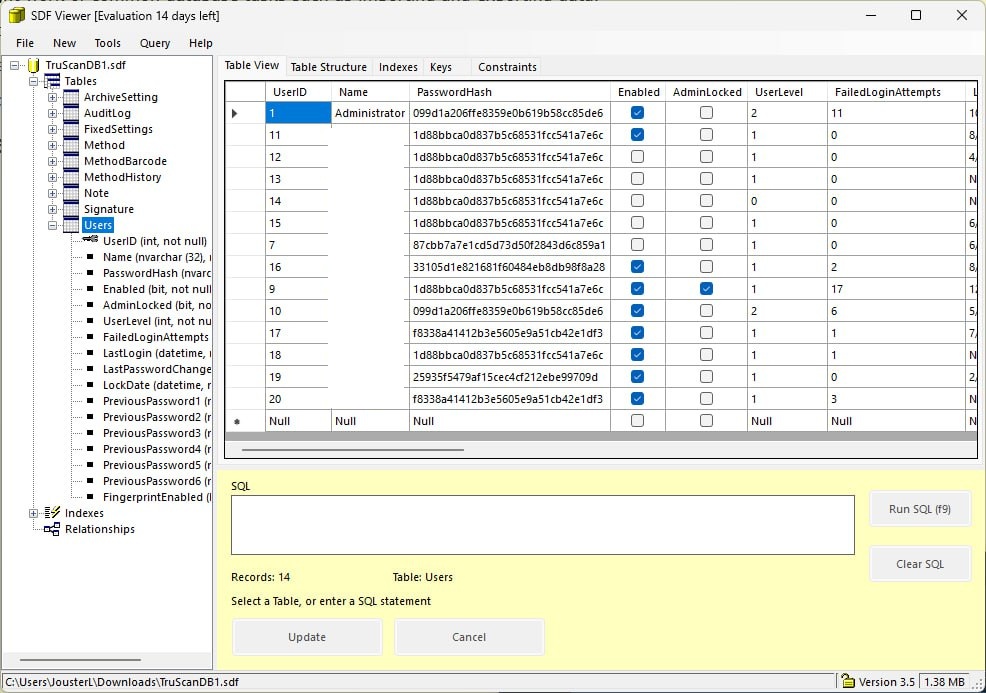 SDF Viewer [Evaluation 14 days left]
File New Tools Query Help
TruScanDB1.sdf
Tables
ArchiveSetting
AuditLog
FixedSettings
Method
MethodBarcode
MethodHistory
Note
Signature
Users
UserID (int, not null)
Name (nvarchar (32),
PasswordHash (nvarc
Enabled (bit, not null
AdminLocked (bit, no
UserLevel (int, not nu
FailedLoginAttempts
LastLogin (datetime,
LastPasswordChange
LockDate (datetime, r
PreviousPassword1 (r
PreviousPassword2 (r
PreviousPassword3 (r
PreviousPassword4 (r
PreviousPassword5 (r
PreviousPassword6 (r
FingerprintEnabled (l
Indexes
Relationships
Table View Table Structure Indexes Keys Constraints
UserID Name PasswordHash Enabled AdminLocked UserLevel FailedLoginAttempts L
1 Administrator 099d1a206ffe8359e0b619b58cc85de6 2 11 10
11 1d88bbca0d837b5c68531fcc541a7e6c 1 0 8/
12 1d88bbca0d837b5c68531fcc541a7e6c 1 0 4/
13 1d88bbca0d837b5c68531fcc541a7e6c 1 0 N
14 1d88bbca0d837b5c68531fcc541a7e6c 0 0 N
15 1d88bbca0d837b5c68531fcc541a7e6c 1 0 6/
7 87cbb7a7e1cd5d73d50f2843d6c859a1 1 0 6/
16 33105d1e821681f60484eb8db98f8a28 1 2 8/
9 1d88bbca0d837b5c68531fcc541a7e6c 1 17 12
10 099d1a206ffe8359e0b619b58cc85de6 2 6 6/
17 f8338a41412b3e5605e9a51cb42e1df3 1 1 7/
18 1d88bbca0d837b5c68531fcc541a7e6c 1 1 N
19 25935f5479af15cec4cf212ebe99709d 1 0 2/
20 f8338a41412b3e5605e9a51cb42e1df3 1 3 N
Null Null Null Null Null N
SQL
Run SQL (f9)
Clear SQL
Records: 14 Table: Users
Select a Table, or enter a SQL statement
Update Cancel
C:\Users\JousterL\Downloads\TruScanDB1.sdf Version 3.5 1.38 MB